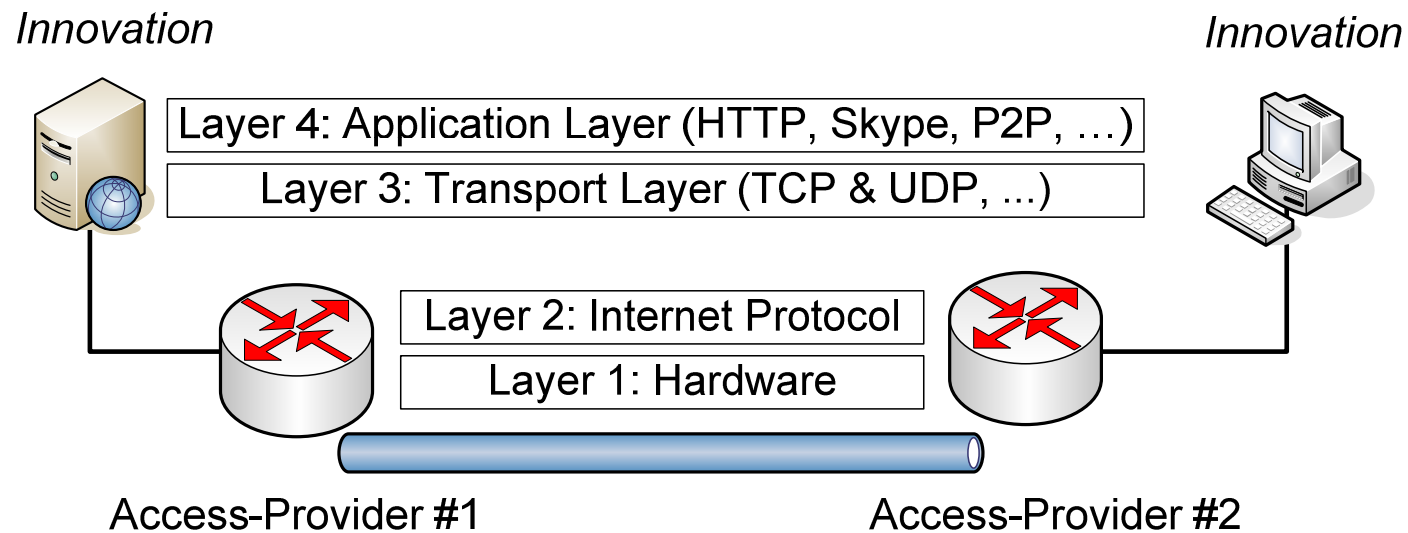 Innovation
Innovation
Layer 4: Application Layer (HTTP, Skype, P2P, …)
Layer 3: Transport Layer (TCP & UDP, ...)
Layer 2: Internet Protocol
Layer 1: Hardware
Access-Provider #1
Access-Provider #2